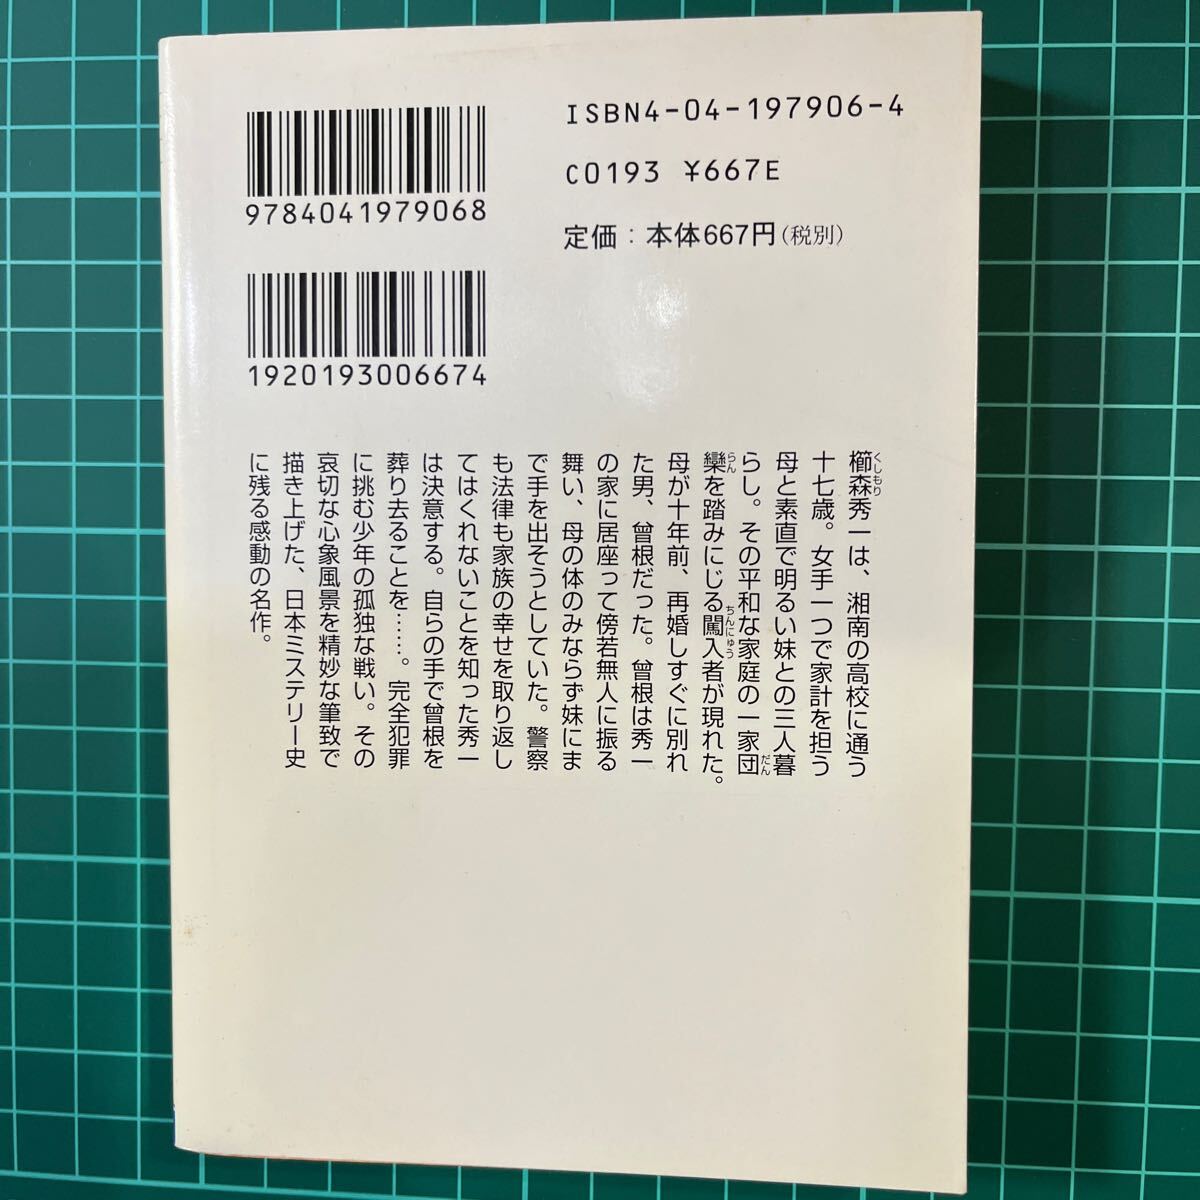 ISBN4-04-197906-4
C0193 ¥667E
定価：本体667円（税別）
9784041979068
1920193006674
櫛森秀一は、湘南の高校に通う
くしもり
十七歳。女手一つで家計を担う
母と素直で明るい妹との三人暮
らし。その平和な家庭の一家団
だん
欒を踏みにじる闖入者が現れた。
らん
ちんにゅう
母が十年前、再婚しすぐに別れ
た男、曾根だった。曾根は秀一
の家に居座って傍若無人に振る
舞い、母の体のみならず妹にま
で手を出そうとしていた。警察
も法律も家族の幸せを取り返し
てはくれないことを知った秀一
は決意する。自らの手で曾根を
葬り去ることを……。完全犯罪
に挑む少年の孤独な戦い。その
哀切な心象風景を精妙な筆致で
描き上げた、日本ミステリー史
に残る感動の名作。